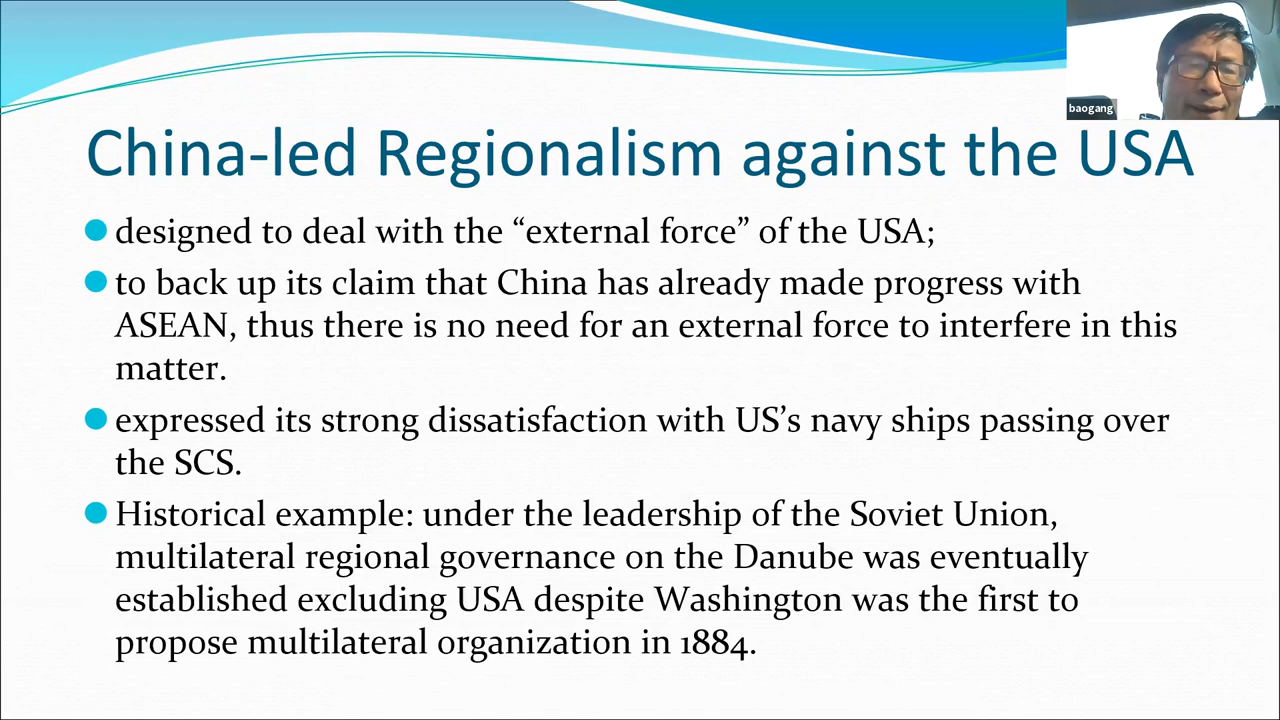 baogang
China-led Regionalism against the USA
designed to deal with the “external force” of the USA;
to back up its claim that China has already made progress with
ASEAN, thus there is no need for an external force to interfere in this
matter.
expressed its strong dissatisfaction with US’s navy ships passing over
the SCS.
Historical example: under the leadership of the Soviet Union,
multilateral regional governance on the Danube was eventually
established excluding USA despite Washington was the first to
propose multilateral organization in 1884.